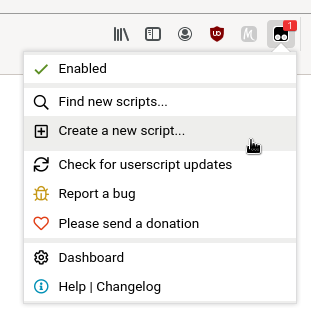 1
UD
M
Enabled
Find new scripts...
Create a new script...
Check for userscript updates
Report a bug
Please send a donation
Dashboard
Help | Changelog